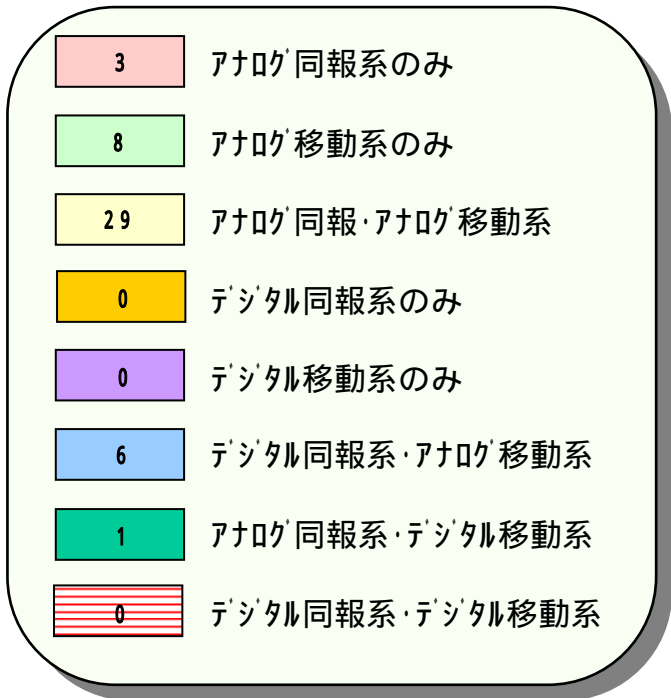 3 ｱﾅﾛｸﾞ同報系のみ
8 ｱﾅﾛｸﾞ移動系のみ
29 ｱﾅﾛｸﾞ同報･ｱﾅﾛｸﾞ移動系
0 ﾃﾞｼﾞﾀﾙ同報系のみ
0 ﾃﾞｼﾞﾀﾙ移動系のみ
6 ﾃﾞｼﾞﾀﾙ同報系･ｱﾅﾛｸﾞ移動系
1 ｱﾅﾛｸﾞ同報系･ﾃﾞｼﾞﾀﾙ移動系
0 ﾃﾞｼﾞﾀﾙ同報系･ﾃﾞｼﾞﾀﾙ移動系